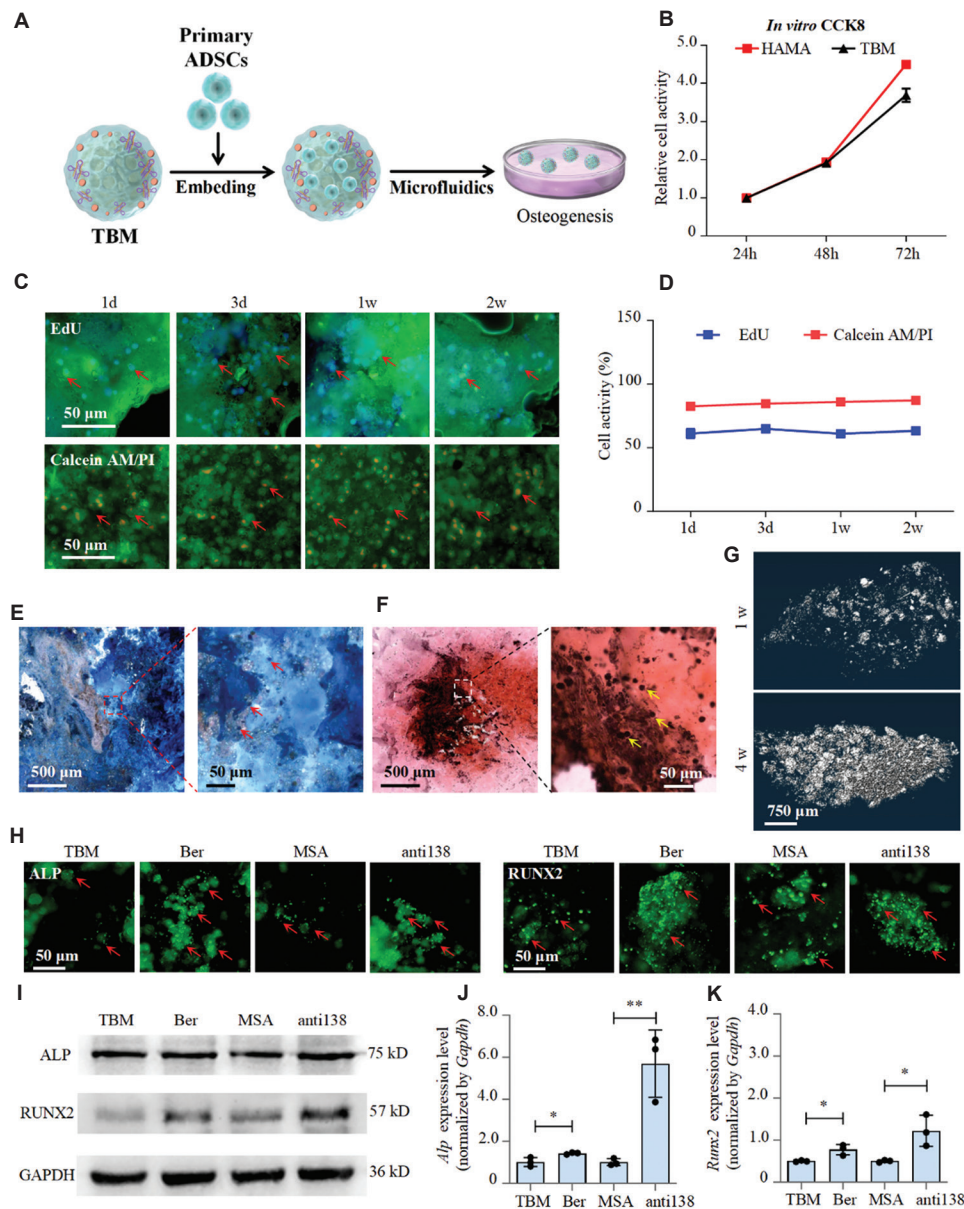 A
Primary
ADSCs
TBM
Embeding
Microfluidics
Osteogenesis
B
In vitro CCK8
HAMA
TBM
Relative cell activity
5.0
4.0
3.0
2.0
1.0
0
24h
48h
72h
C
1d
3d
1w
2w
EdU
50 µm
Calcein AM/PI
50 µm
D
EdU
Calcein AM/PI
Cell activity (%)
150
100
50
0
1d
3d
1w
2w
E
500 µm
50 µm
F
500 µm
50 µm
G
1 w
4 w
750 µm
H
TBM
Ber
MSA
anti138
ALP
50 µm
TBM
Ber
MSA
anti138
RUNX2
50 µm
I
TBM
Ber
MSA
anti138
ALP
75 kD
RUNX2
57 kD
GAPDH
36 kD
J
Alp expression level
(normalized by Gapdh)
8.0
6.0
4.0
2.0
0
*
**
TBM
Ber
MSA
anti138
K
Runx2 expression level
(normalized by Gapdh)
4.0
3.0
2.0
1.0
0
*
*
TBM
Ber
MSA
anti138